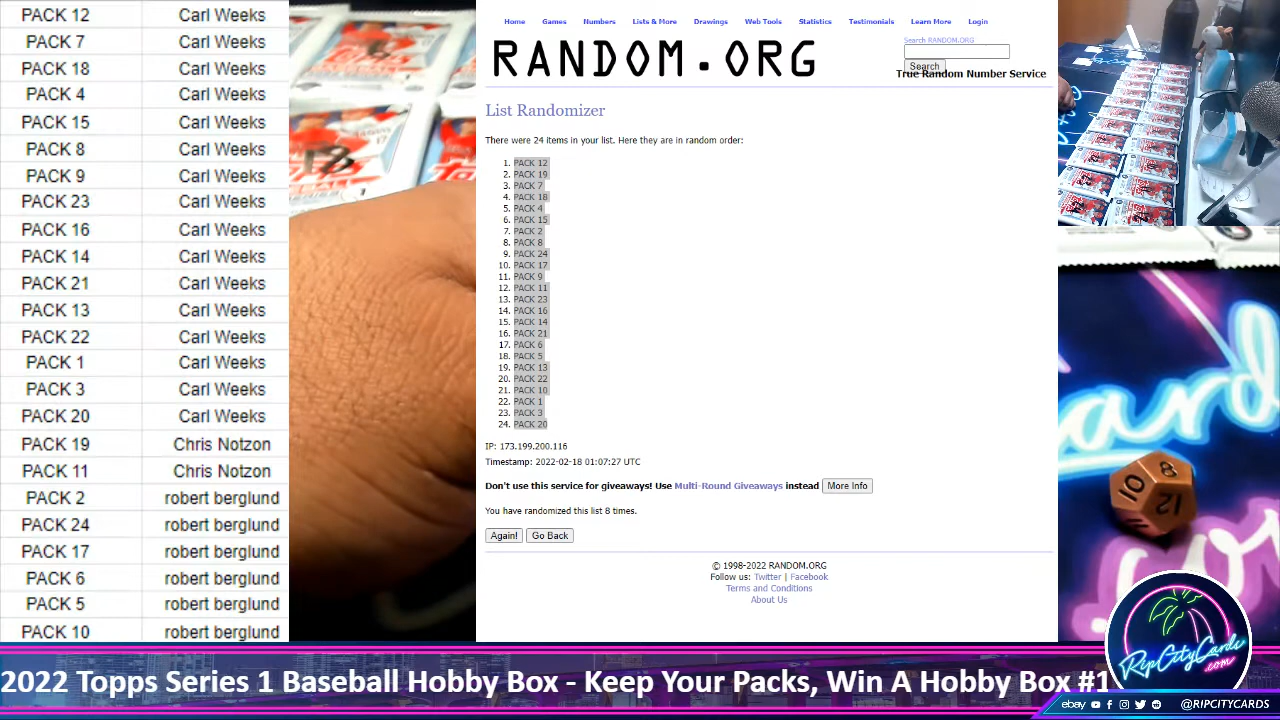 PACK 12 Carl Weeks
PACK 7 Carl Weeks
PACK 18 Carl Weeks
PACK 4 Carl Weeks
PACK 15 Carl Weeks
PACK 8 Carl Weeks
PACK 9 Carl Weeks
PACK 23 Carl Weeks
PACK 16 Carl Weeks
PACK 14 Carl Weeks
PACK 21 Carl Weeks
PACK 13 Carl Weeks
PACK 22 Carl Weeks
PACK 1 Carl Weeks
PACK 3 Carl Weeks
PACK 20 Carl Weeks
PACK 19 Chris Notzon
PACK 11 Chris Notzon
PACK 2 robert berglund
PACK 24 robert berglund
PACK 17 robert berglund
PACK 6 robert berglund
PACK 5 robert berglund
PACK 10 robert berglund
Home Games Numbers Lists & More Drawings Web Tools Statistics Testimonials Learn More Login
RANDOM.ORG
Search RANDOM.ORG
Search
True Random Number Service
List Randomizer
There were 24 items in your list. Here they are in random order:
1. PACK 12
2. PACK 19
3. PACK 7
4. PACK 18
5. PACK 4
6. PACK 15
7. PACK 2
8. PACK 8
9. PACK 24
10. PACK 17
11. PACK 9
12. PACK 11
13. PACK 23
14. PACK 16
15. PACK 14
16. PACK 21
17. PACK 6
18. PACK 5
19. PACK 13
20. PACK 22
21. PACK 10
22. PACK 1
23. PACK 3
24. PACK 20
IP: 173.199.200.116
Timestamp: 2022-02-18 01:07:27 UTC
Don't use this service for giveaways! Use Multi-Round Giveaways instead More Info
You have randomized this list 8 times.
Again! Go Back
© 1998-2022 RANDOM.ORG
Follow us: Twitter | Facebook
Terms and Conditions
About Us
8
10
12
RipCityCards
.com
2022 Topps Series 1 Baseball Hobby Box - Keep Your Packs, Win A Hobby Box #1
ebay @RIPCITYCARDS